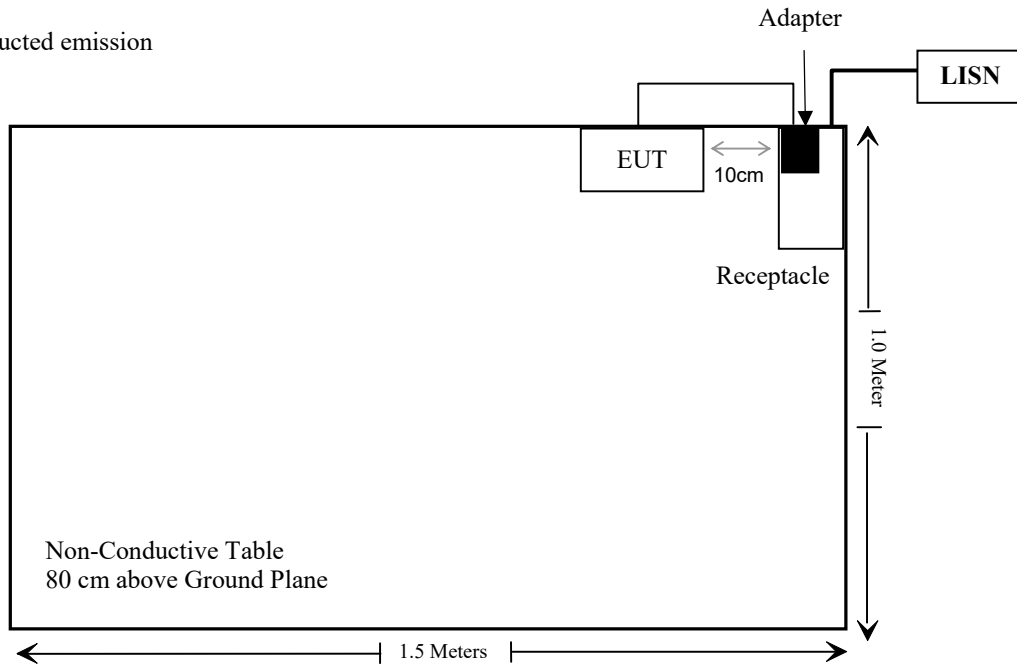 Adapter
emission
LISN
EUT
10cm
Receptacle
1.0 Meter
Non-Conductive Table
80 cm above Ground Plane
1.5 Meters